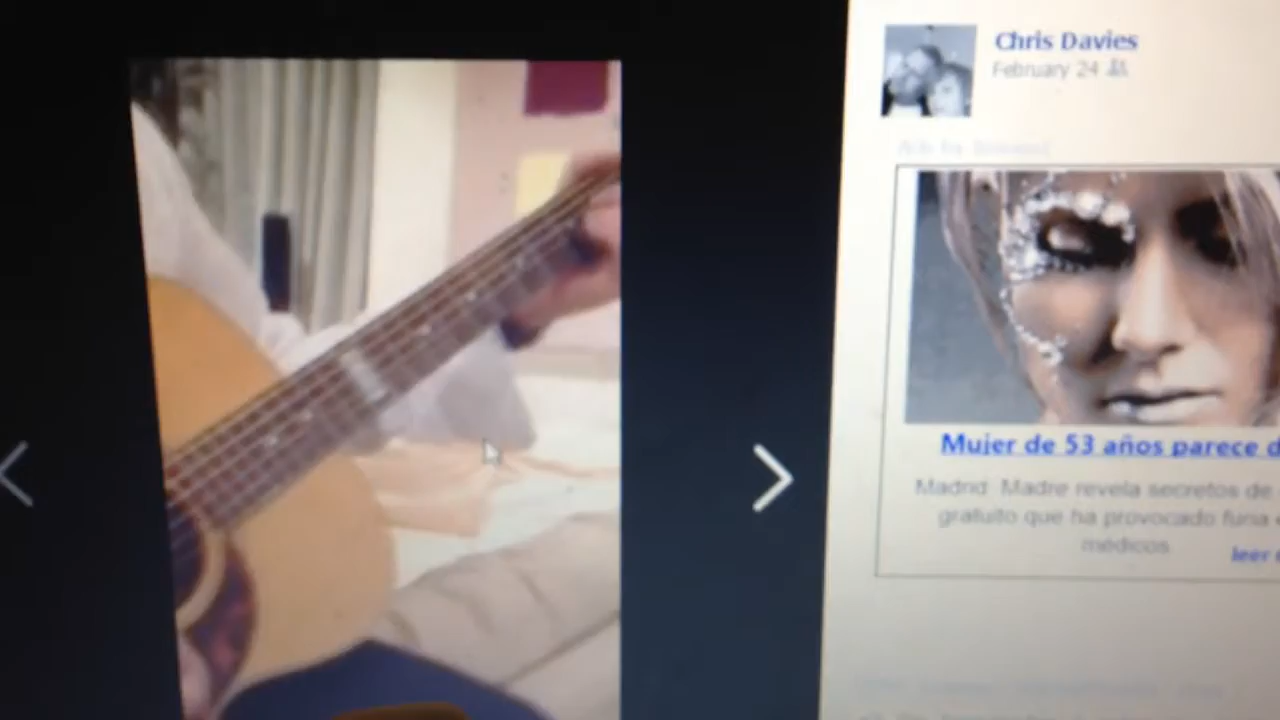 Chris Davies
February 24
Mujer de 53 años parece d
Madrid Madre revela secretos de
gratuito que ha provocado furia
médicos.
leer